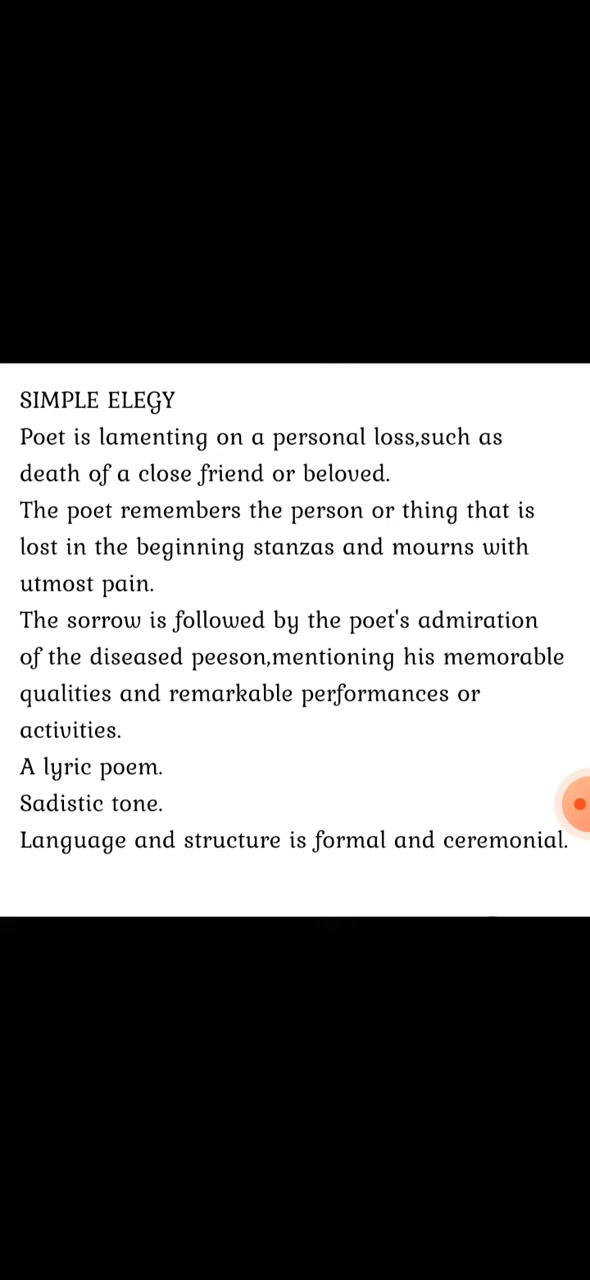 SIMPLE ELEGY
Poet is lamenting on a personal loss,such as
death of a close friend or beloved.
The poet remembers the person or thing that is
lost in the beginning stanzas and mourns with
utmost pain.
The sorrow is followed by the poet's admiration
of the diseased peeson,mentioning his memorable
qualities and remarkable performances or
activities.
A lyric poem.
Sadistic tone.
Language and structure is formal and ceremonial.